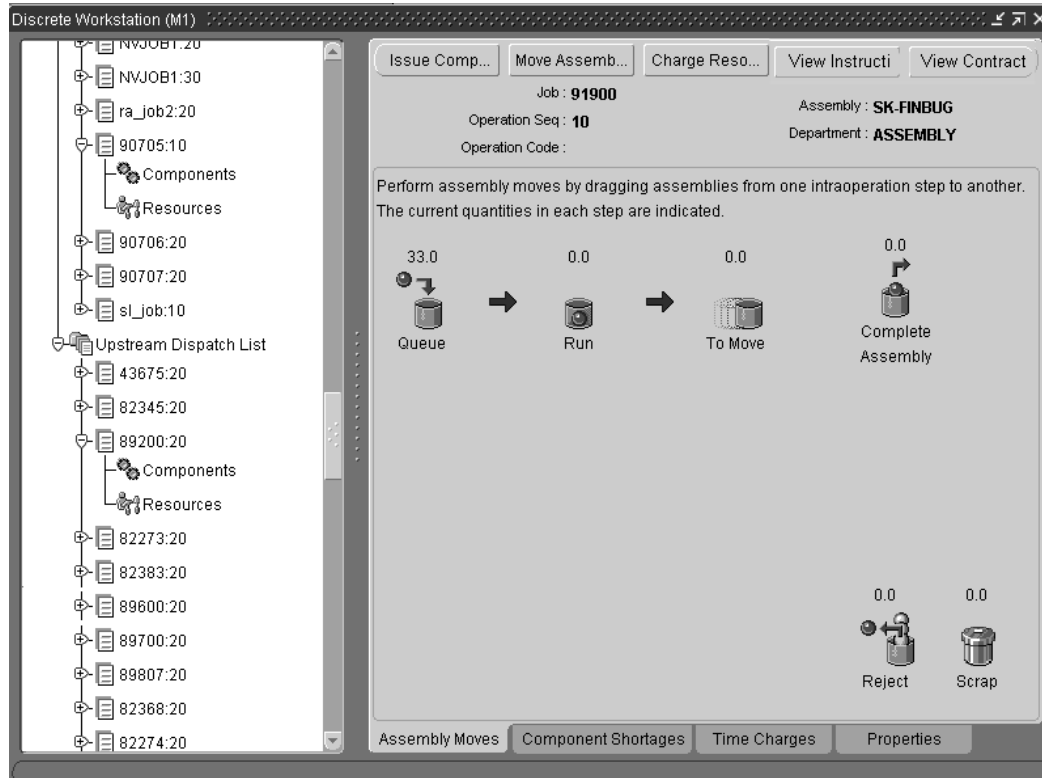 Discrete Workstation (M1)
NVJOB1:20
NVJOB1:30
ra_job2:20
90705:10
Components
Resources
90706:20
90707:20
sl_job:10
Upstream Dispatch List
43675:20
82345:20
89200:20
Components
Resources
82273:20
82383:20
89600:20
89700:20
89807:20
82368:20
82274:20
Issue Comp... Move Assemb... Charge Reso... View Instructi View Contract
Job : 91900
Operation Seq : 10
Operation Code :
Assembly : SK-FINBUG
Department : ASSEMBLY
Perform assembly moves by dragging assemblies from one intraoperation step to another.
The current quantities in each step are indicated.
33.0 0.0 0.0 0.0
Queue Run To Move Complete
Assembly
0.0 0.0
Reject Scrap
Assembly Moves Component Shortages Time Charges Properties